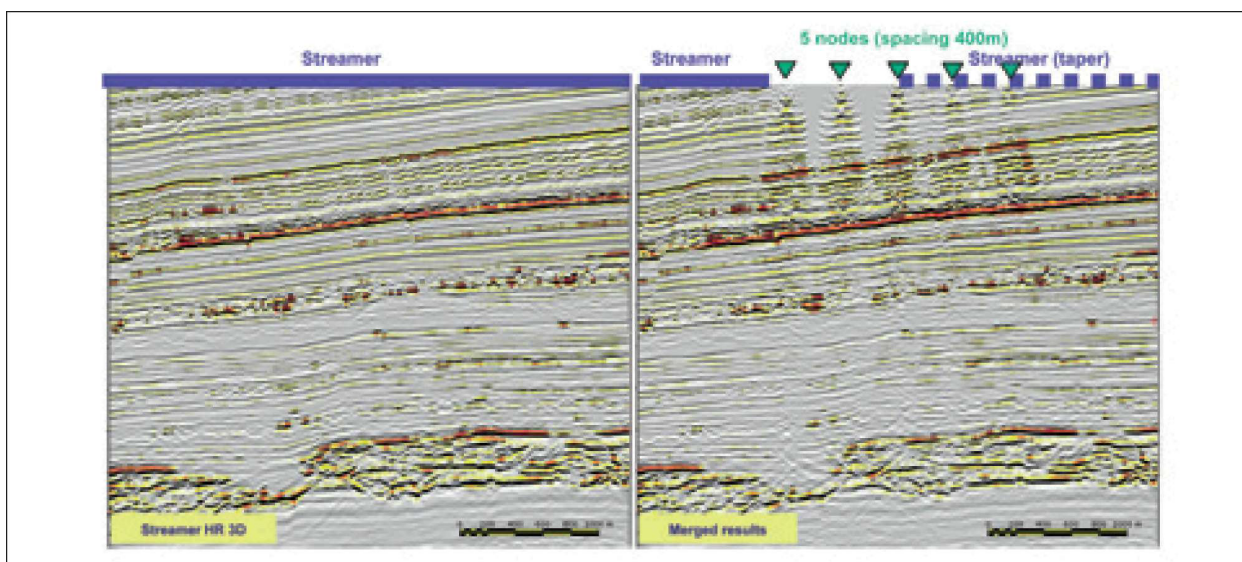 5 nodes (spacing 400m)
Streamer
Streamer
Streamer (taper)
Streamer HR 3D
Merged results